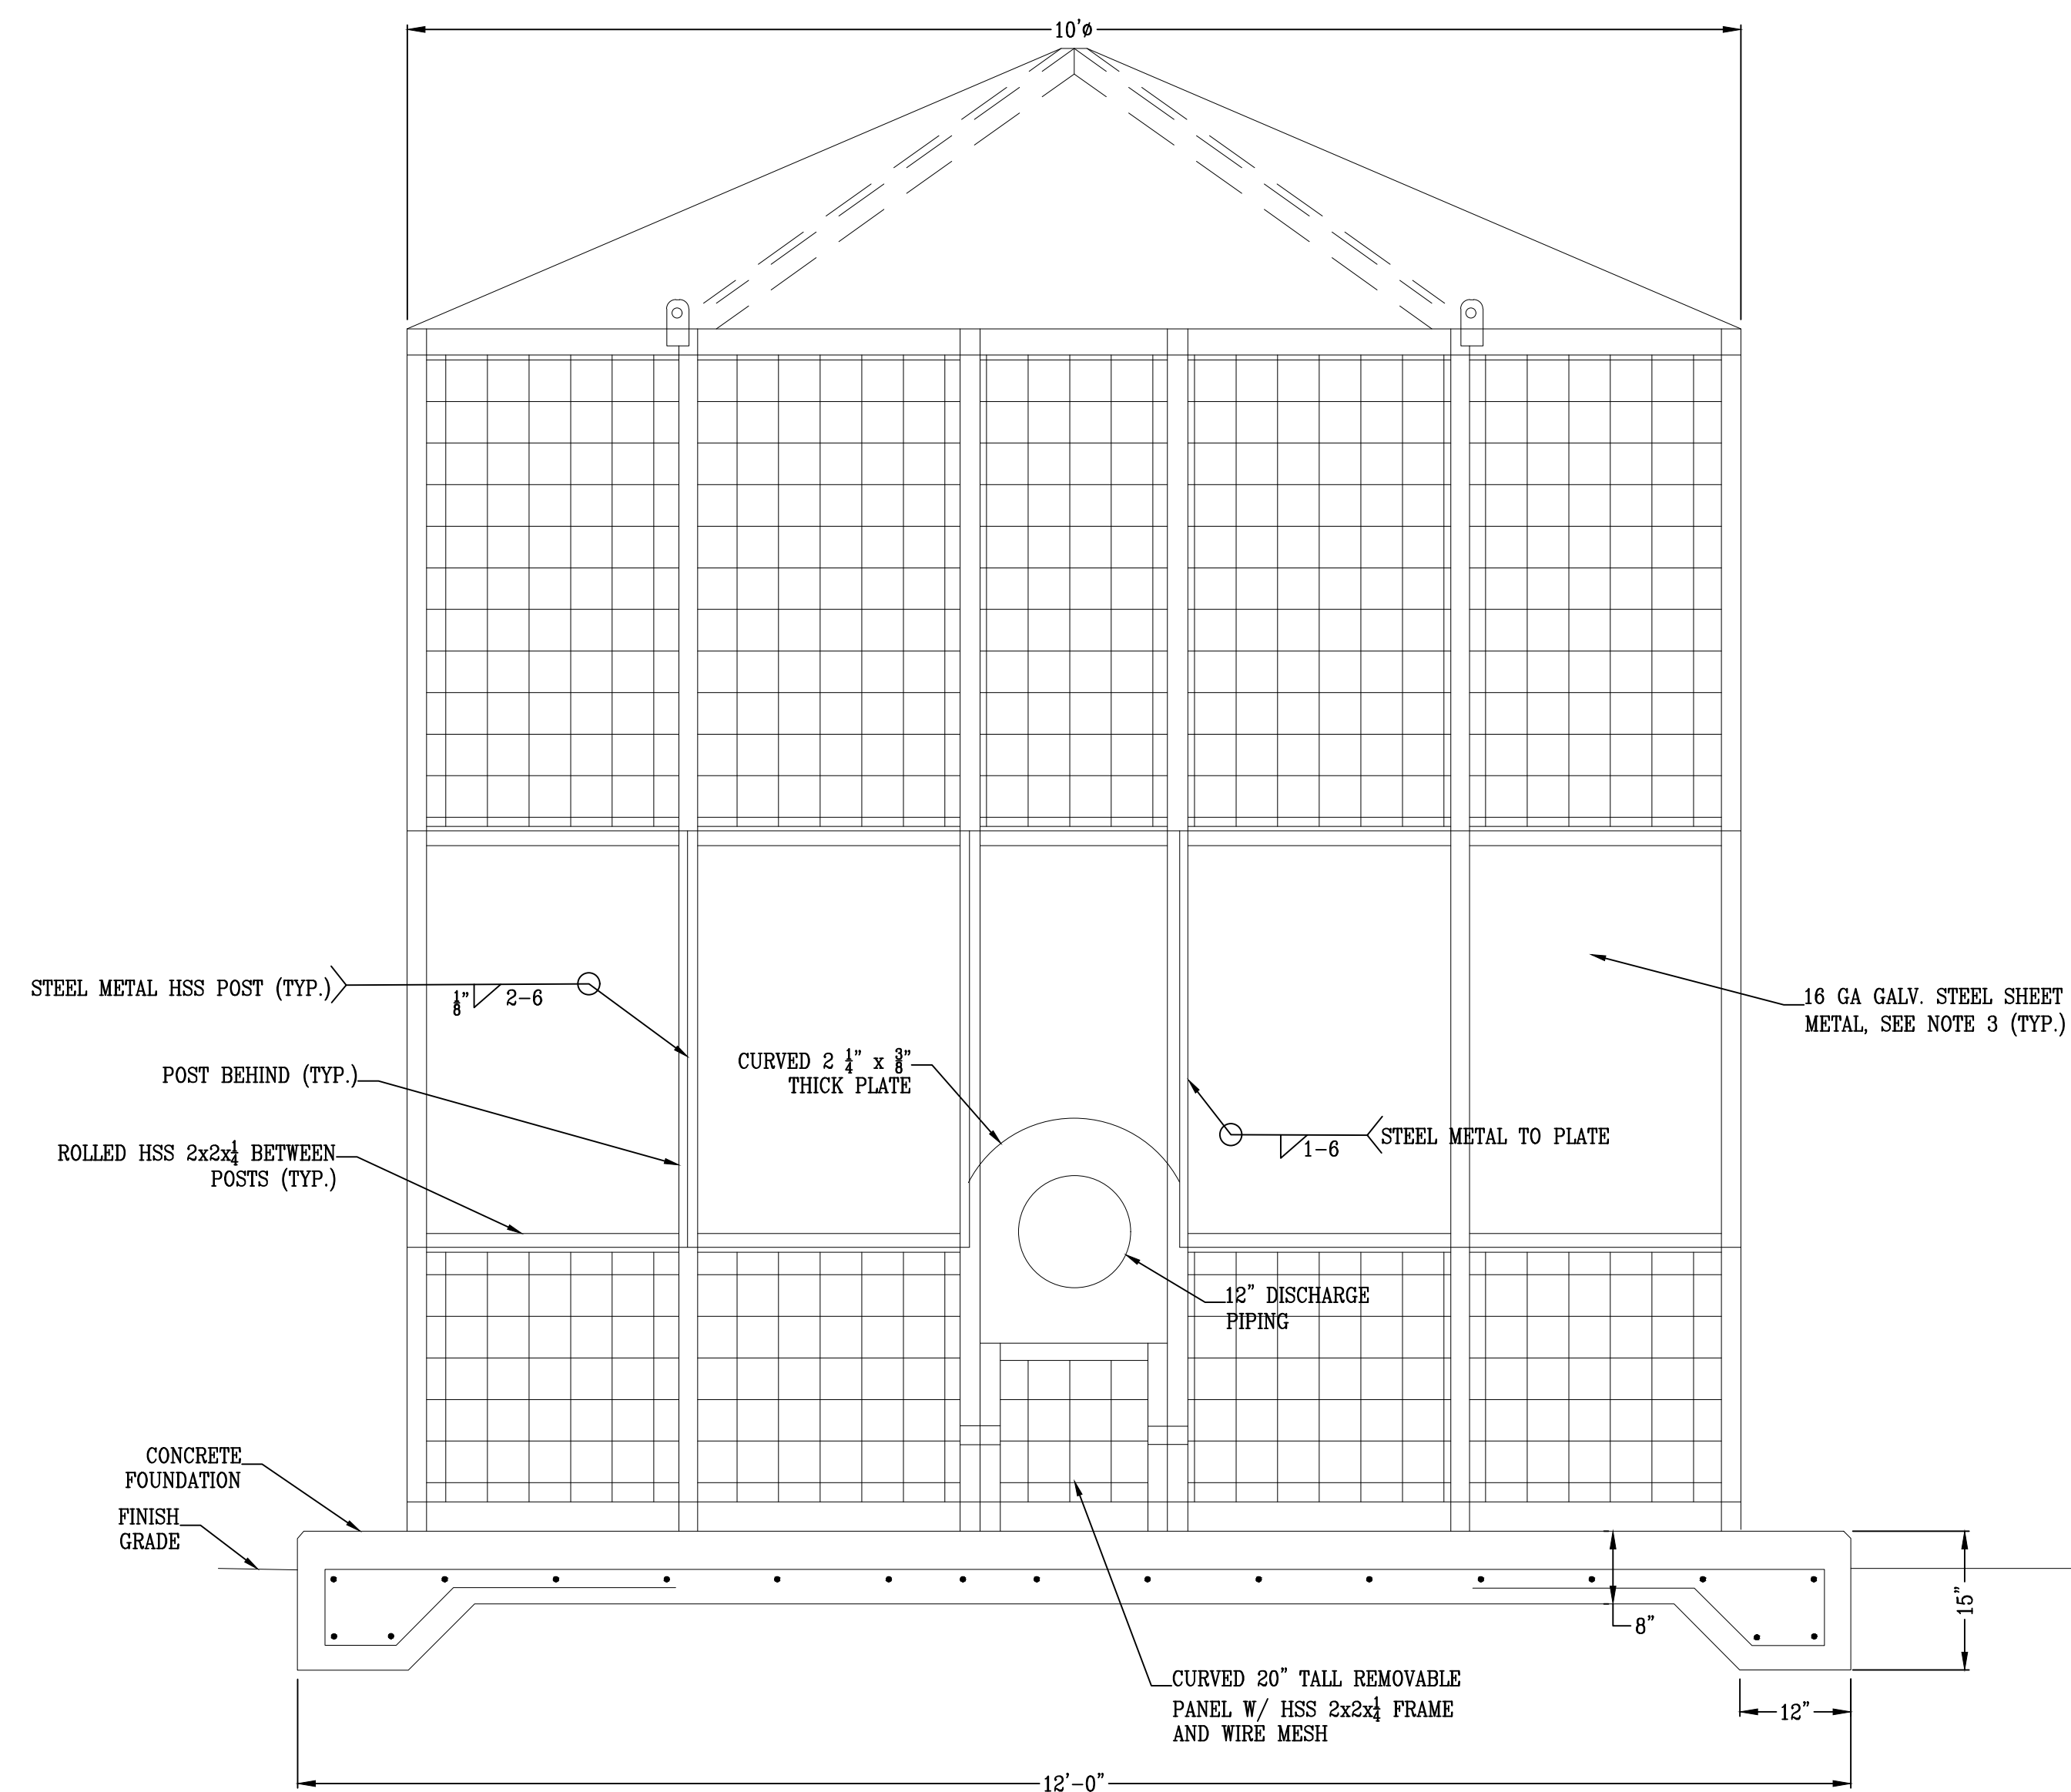 10'ø
STEEL METAL HSS POST (TYP.)
1/8" 2-6
16 GA GALV. STEEL SHEET
METAL, SEE NOTE 3 (TYP.)
CURVED 2 1/4" x 3/8"
THICK PLATE
POST BEHIND (TYP.)
STEEL METAL TO PLATE
1-6
ROLLED HSS 2x2x1/4 BETWEEN
POSTS (TYP.)
12" DISCHARGE
PIPING
CONCRETE
FOUNDATION
FINISH
GRADE
15"
8"
CURVED 20" TALL REMOVABLE
PANEL W/ HSS 2x2x1/4 FRAME
AND WIRE MESH
12"
12'-0"